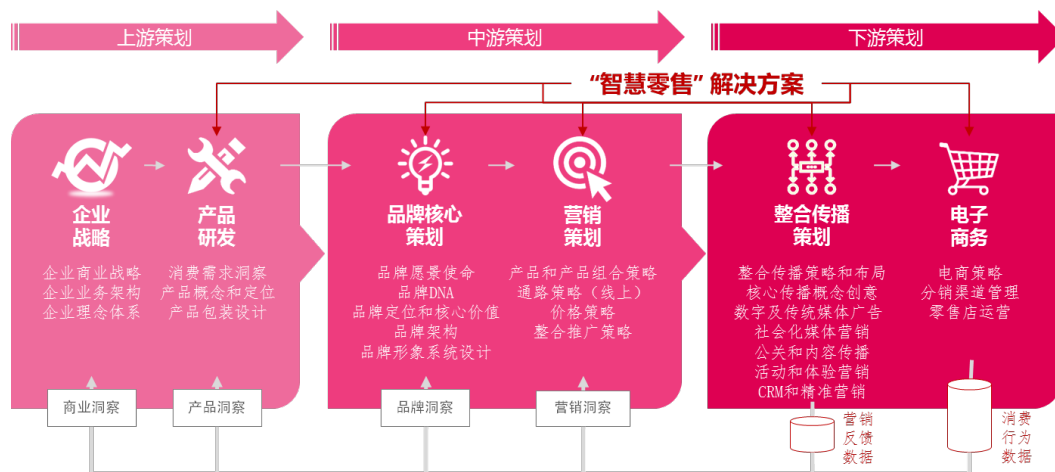 上游策划
中游策划
下游策划
“智慧零售” 解决方案
企业
战略
企业商业战略
企业业务架构
企业理念体系
产品
研发
消费需求洞察
产品概念和定位
产品包装设计
品牌核心
策划
品牌愿景使命
品牌DNA
品牌定位和核心价值
品牌架构
品牌形象系统设计
营销
策划
产品和产品组合策略
通路策略（线上）
价格策略
整合推广策略
整合传播
策划
整合传播策略和布局
核心传播概念创意
数字及传统媒体广告
社会化媒体营销
公关和内容传播
活动和体验营销
CRM和精准营销
电子
商务
电商策略
分销渠道管理
零售店运营
商业洞察
产品洞察
品牌洞察
营销洞察
营销
反馈
数据
消费
行为
数据